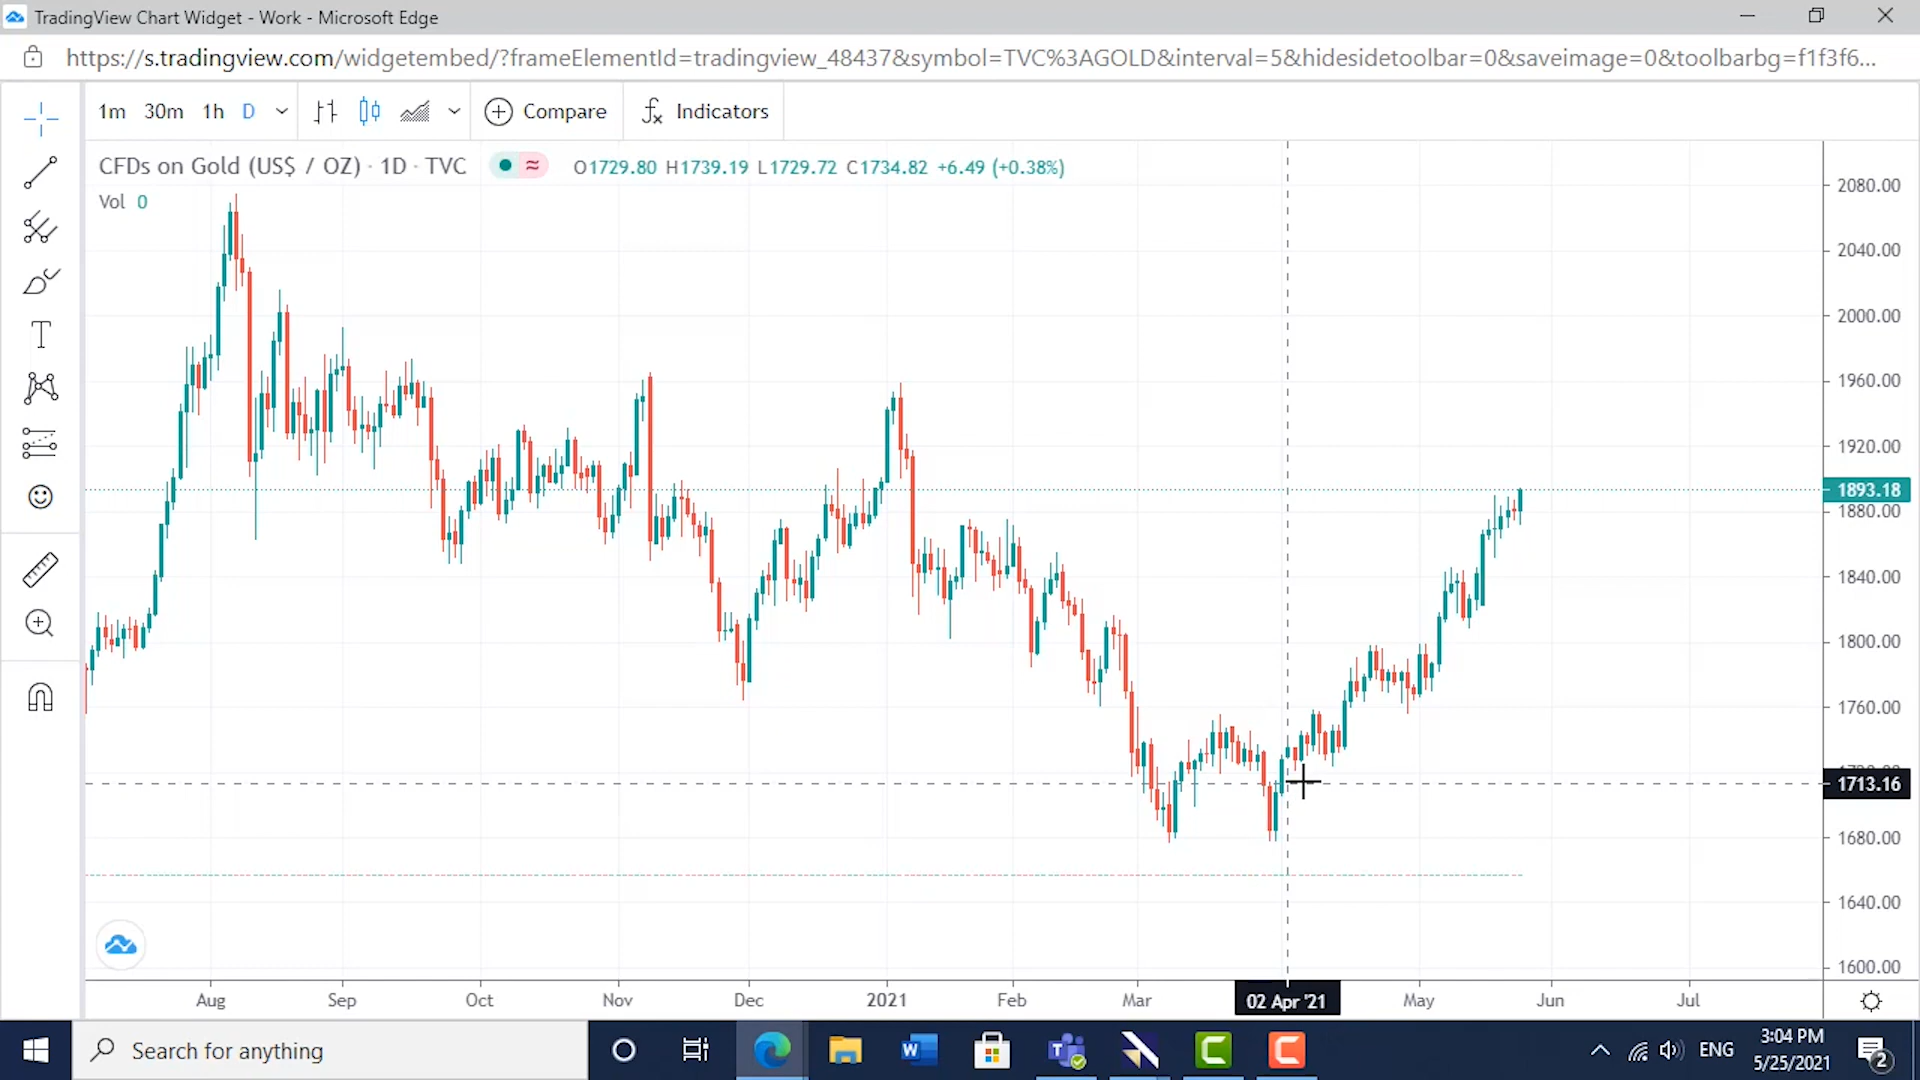 TradingView Chart Widget - Work - Microsoft Edge
https://s.tradingview.com/widgetembed/?frameElementId=tradingview_48437&symbol=TVC%3AGOLD&interval=5&hidesidetoolbar=0&saveimage=0&toolbarbg=f1f3f6...
1m 30m 1h D Compare Indicators
CFDs on Gold (US$ / OZ) · 1D · TVC O1729.80 H1739.19 L1729.72 C1734.82 +6.49 (+0.38%)
Vol 0
2080.00
2040.00
2000.00
1960.00
1920.00
1893.18
1880.00
1840.00
1800.00
1760.00
1713.16
1680.00
1640.00
1600.00
Aug Sep Oct Nov Dec 2021 Feb Mar 02 Apr '21 May Jun Jul
Search for anything
ENG
3:04 PM
5/25/2021
2